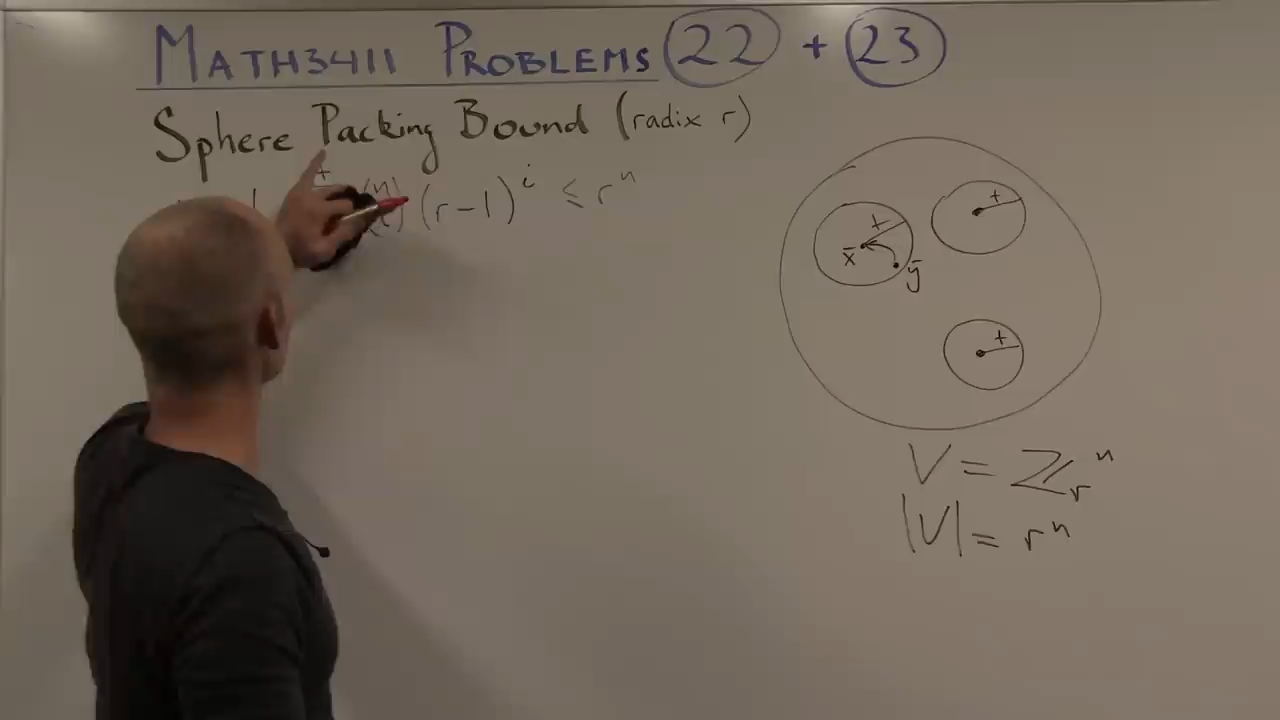 MATH3411 PROBLEMS 22 + 23
Sphere Packing Bound (radix r)
t
(n i) (r-1)^i ≤ r^n
t
t
x̄
ȳ
t
V = ℤ_r^n
|V| = r^n